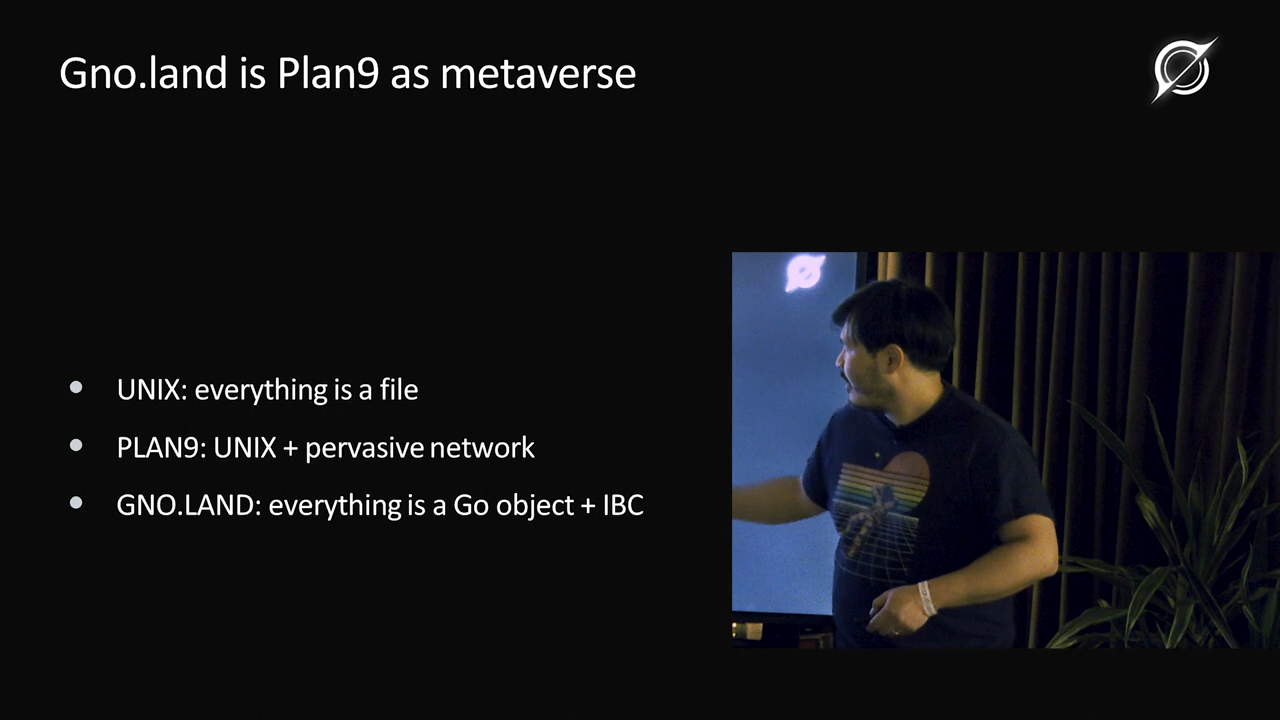 Gno.land is Plan9 as metaverse
UNIX: everything is a file
PLAN9: UNIX + pervasive network
GNO.LAND: everything is a Go object + IBC